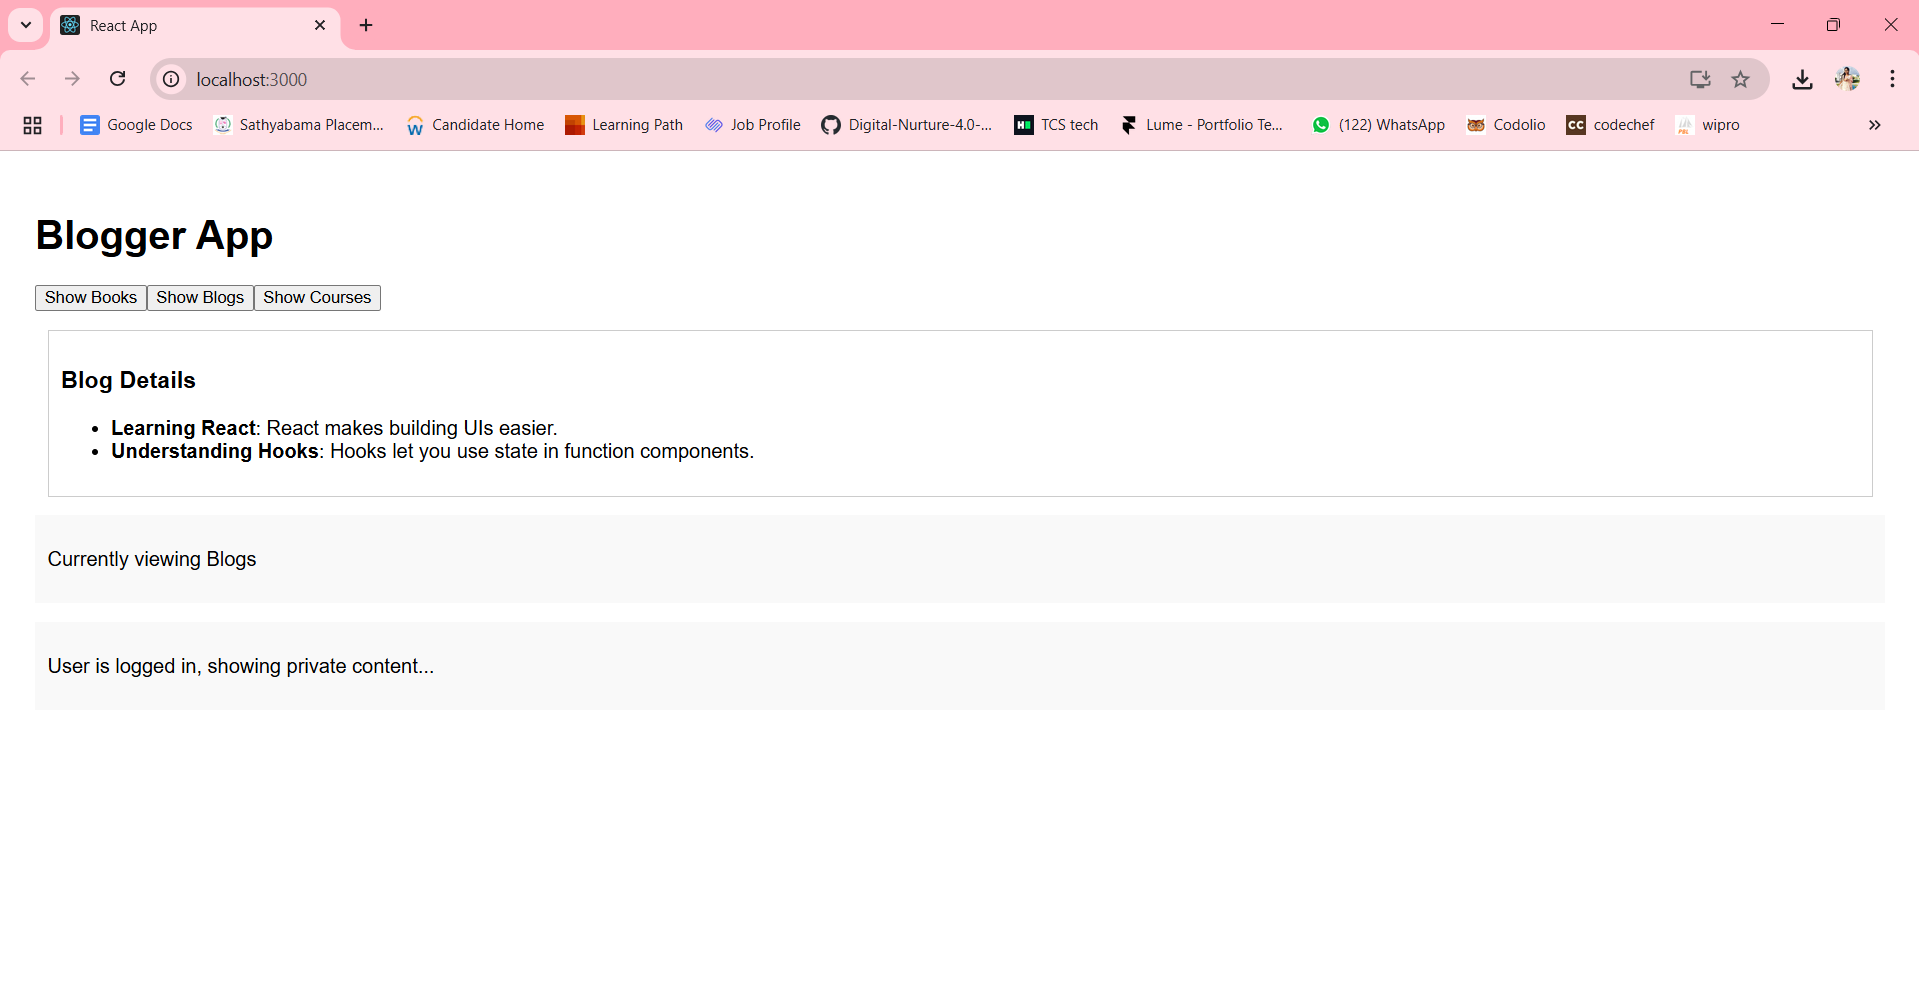 React App
localhost:3000
Google Docs Sathyabama Placem... Candidate Home Learning Path Job Profile Digital-Nurture-4.0-... TCS tech Lume - Portfolio Te... (122) WhatsApp Codolio codechef wipro
Blogger App
Show Books Show Blogs Show Courses
Blog Details
• Learning React: React makes building UIs easier.
• Understanding Hooks: Hooks let you use state in function components.
Currently viewing Blogs
User is logged in, showing private content...